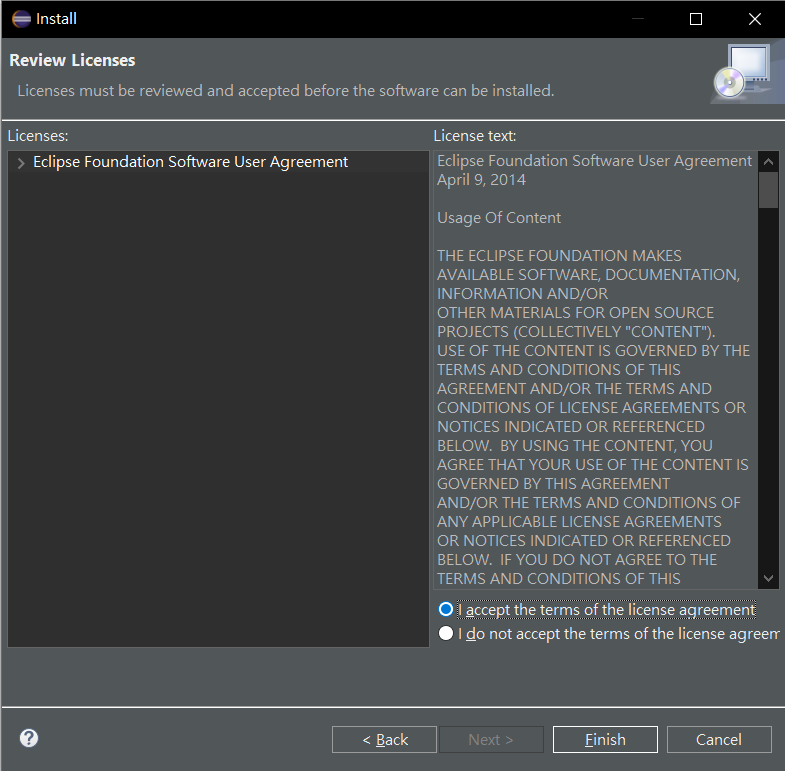 Install
Review Licenses
Licenses must be reviewed and accepted before the software can be installed.
Licenses:
Eclipse Foundation Software User Agreement
License text:
Eclipse Foundation Software User Agreement
April 9, 2014
Usage Of Content
THE ECLIPSE FOUNDATION MAKES
AVAILABLE SOFTWARE, DOCUMENTATION,
INFORMATION AND/OR
OTHER MATERIALS FOR OPEN SOURCE
PROJECTS (COLLECTIVELY "CONTENT").
USE OF THE CONTENT IS GOVERNED BY THE
TERMS AND CONDITIONS OF THIS
AGREEMENT AND/OR THE TERMS AND
CONDITIONS OF LICENSE AGREEMENTS OR
NOTICES INDICATED OR REFERENCED
BELOW.  BY USING THE CONTENT, YOU
AGREE THAT YOUR USE OF THE CONTENT IS
GOVERNED BY THIS AGREEMENT
AND/OR THE TERMS AND CONDITIONS OF
ANY APPLICABLE LICENSE AGREEMENTS
OR NOTICES INDICATED OR REFERENCED
BELOW.  IF YOU DO NOT AGREE TO THE
TERMS AND CONDITIONS OF THIS
I accept the terms of the license agreement
I do not accept the terms of the license agreem
?
< Back
Next >
Finish
Cancel